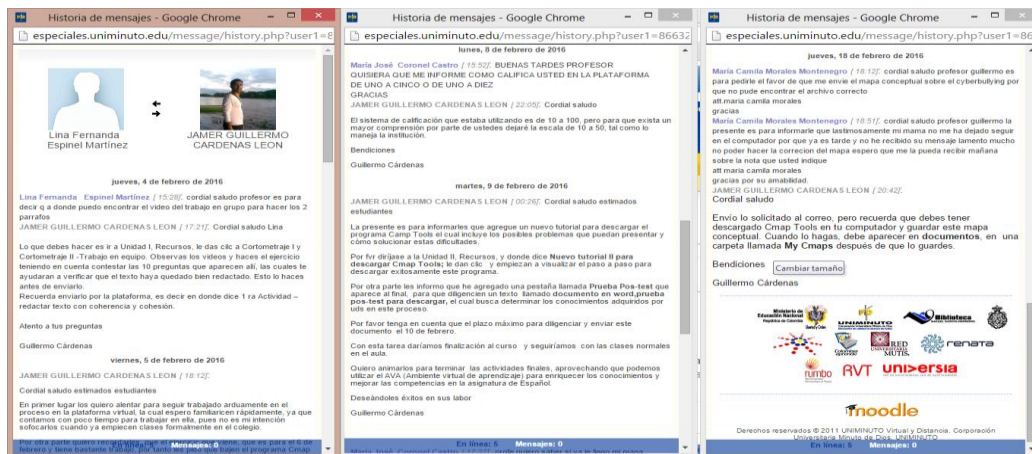 Historia de mensajes - Google Chrome
especiales.uniminuto.edu/message/history.php?user1=8
Lina Fernanda
Espinel Martínez
JAMER GUILLERMO
CARDENAS LEON
jueves, 4 de febrero de 2016
Lina Fernanda Espinel Martínez [15:28]: cordial saludo profesor es para
decir q a donde puedo encontrar el video del trabajo en grupo para hacer los 2
parrafos
JAMER GUILLERMO CARDENAS LEON [17:21]: Cordial saludo Lina
Lo que debes hacer es ir a Unidad I, Recursos, le das clic a Cortometraje I y
Cortometraje II -Trabajo en equipo. Observas los videos y haces el ejercicio
teniendo en cuenta contestar las 10 preguntas que aparecen allí, las cuales te
ayudaran a verificar que el texto haya quedado bien redactado. Esto lo haces
antes de enviarlo.
Recuerda enviarlo por la plataforma, es decir en donde dice 1 ra Actividad –
redactar texto con coherencia y cohesión.
Atento a tus preguntas
Guillermo Cárdenas
viernes, 5 de febrero de 2016
JAMER GUILLERMO CARDENAS LEON [18:12]:
Cordial saludo estimados estudiantes
En primer lugar los quiero alentar para seguir trabajado arduamente en el
proceso en la plataforma virtual, la cual espero familiaricen rápidamente, ya que
contamos con poco tiempo para trabajar en ella, pues no es mi intención
sofocarlos cuando ya empiecen clases formalmente en el colegio.
En línea: 5 Mensajes: 0
Historia de mensajes - Google Chrome
especiales.uniminuto.edu/message/history.php?user1=8663
lunes, 8 de febrero de 2016
María José Coronel Castro [15:52]: BUENAS TARDES PROFESOR
QUISIERA QUE ME INFORME COMO CALIFICA USTED EN LA PLATAFORMA
DE UNO A CINCO O DE UNO A DIEZ
GRACIAS
JAMER GUILLERMO CARDENAS LEON [22:05]: Cordial saludo
El sistema de calificación que estaba utilizando es de 10 a 100, pero para que exista un
mayor comprensión por parte de ustedes dejaré la escala de 10 a 50, tal como lo
maneja la institución.
Bendiciones
Guillermo Cárdenas
martes, 9 de febrero de 2016
JAMER GUILLERMO CARDENAS LEON [00:26]: Cordial saludo estimados
estudiantes
La presente es para informarles que agregue un nuevo tutorial para descargar el
programa Camp Tools el cual incluye los posibles problemas que puedan presentar y
cómo solucionar estas dificultades.
Por fvr diríjase a la Unidad II, Recursos, y donde dice Nuevo tutorial II para
descargar Cmap Tools; le dan clic y empiezan a visualizar el paso a paso para
descargar exitosamente este programa.
Por otra parte les informo que he agregado una pestaña llamada Prueba Pos-test que
aparece al final, para que diligencien un texto llamado documento en word,prueba
pos-test para descargar, el cual busca determinar los conocimientos adquiridos por
uds en este proceso.
Por favor tenga en cuenta que el plazo máximo para diligenciar y enviar este
documento el 10 de febrero.
Con esta tarea daríamos finalización al curso y seguiríamos con las clases normales
en el aula.
Quiero animarlos para terminar las actividades finales, aprovechando que podemos
utilizar el AVA (Ambiente virtual de aprendizaje) para enriquecer los conocimientos y
mejorar las competencias en la asignatura de Español.
Deseándoles éxitos en sus labor
Guillermo Cárdenas
En línea: 5 Mensajes: 0
Historia de mensajes - Google Chrome
especiales.uniminuto.edu/message/history.php?user1=86
jueves, 18 de febrero de 2016
María Camila Morales Montenegro [18:12]: cordial saludo profesor guillermo es
para pedirle el favor de que me envie el mapa conceptual sobre el cyberbullying por
que no pude encontrar el archivo correcto
att.maria camila morales
gracias
María Camila Morales Montenegro [18:51]: cordial saludo profesor guillermo la
presente es para informarle que lastimosamente mi mama no me ha dejado seguir
en el computador por que ya es tarde y no he recibido su mensaje lamento mucho
no poder hacer la correcion del mapa espero que me la pueda recibir mañana
sobre la nota que usted indique
att maria camila morales
gracias por su amabilidad.
JAMER GUILLERMO CARDENAS LEON [20:42]:
Cordial saludo
Envio lo solicitado al correo, pero recuerda que debes tener
descargado Cmap Tools en tu computador y guardar este mapa
conceptual. Cuando lo hagas, debe aparecer en documentos, en una
carpeta llamada My Cmaps después de que lo guardes.
Bendiciones
Cambiar tamaño
Guillermo Cárdenas
Ministerio de
Educación Nacional
República de Colombia
UNIMINUTO
Biblioteca
RED
MUTIS
renata
rumbo
RVT
universia
moodle
Derechos reservados © 2011 UNIMINUTO Virtual y Distancia. Corporación
Universitaria Minuto de Dios. UNIMINUTO
En línea: 5 Mensajes: 0